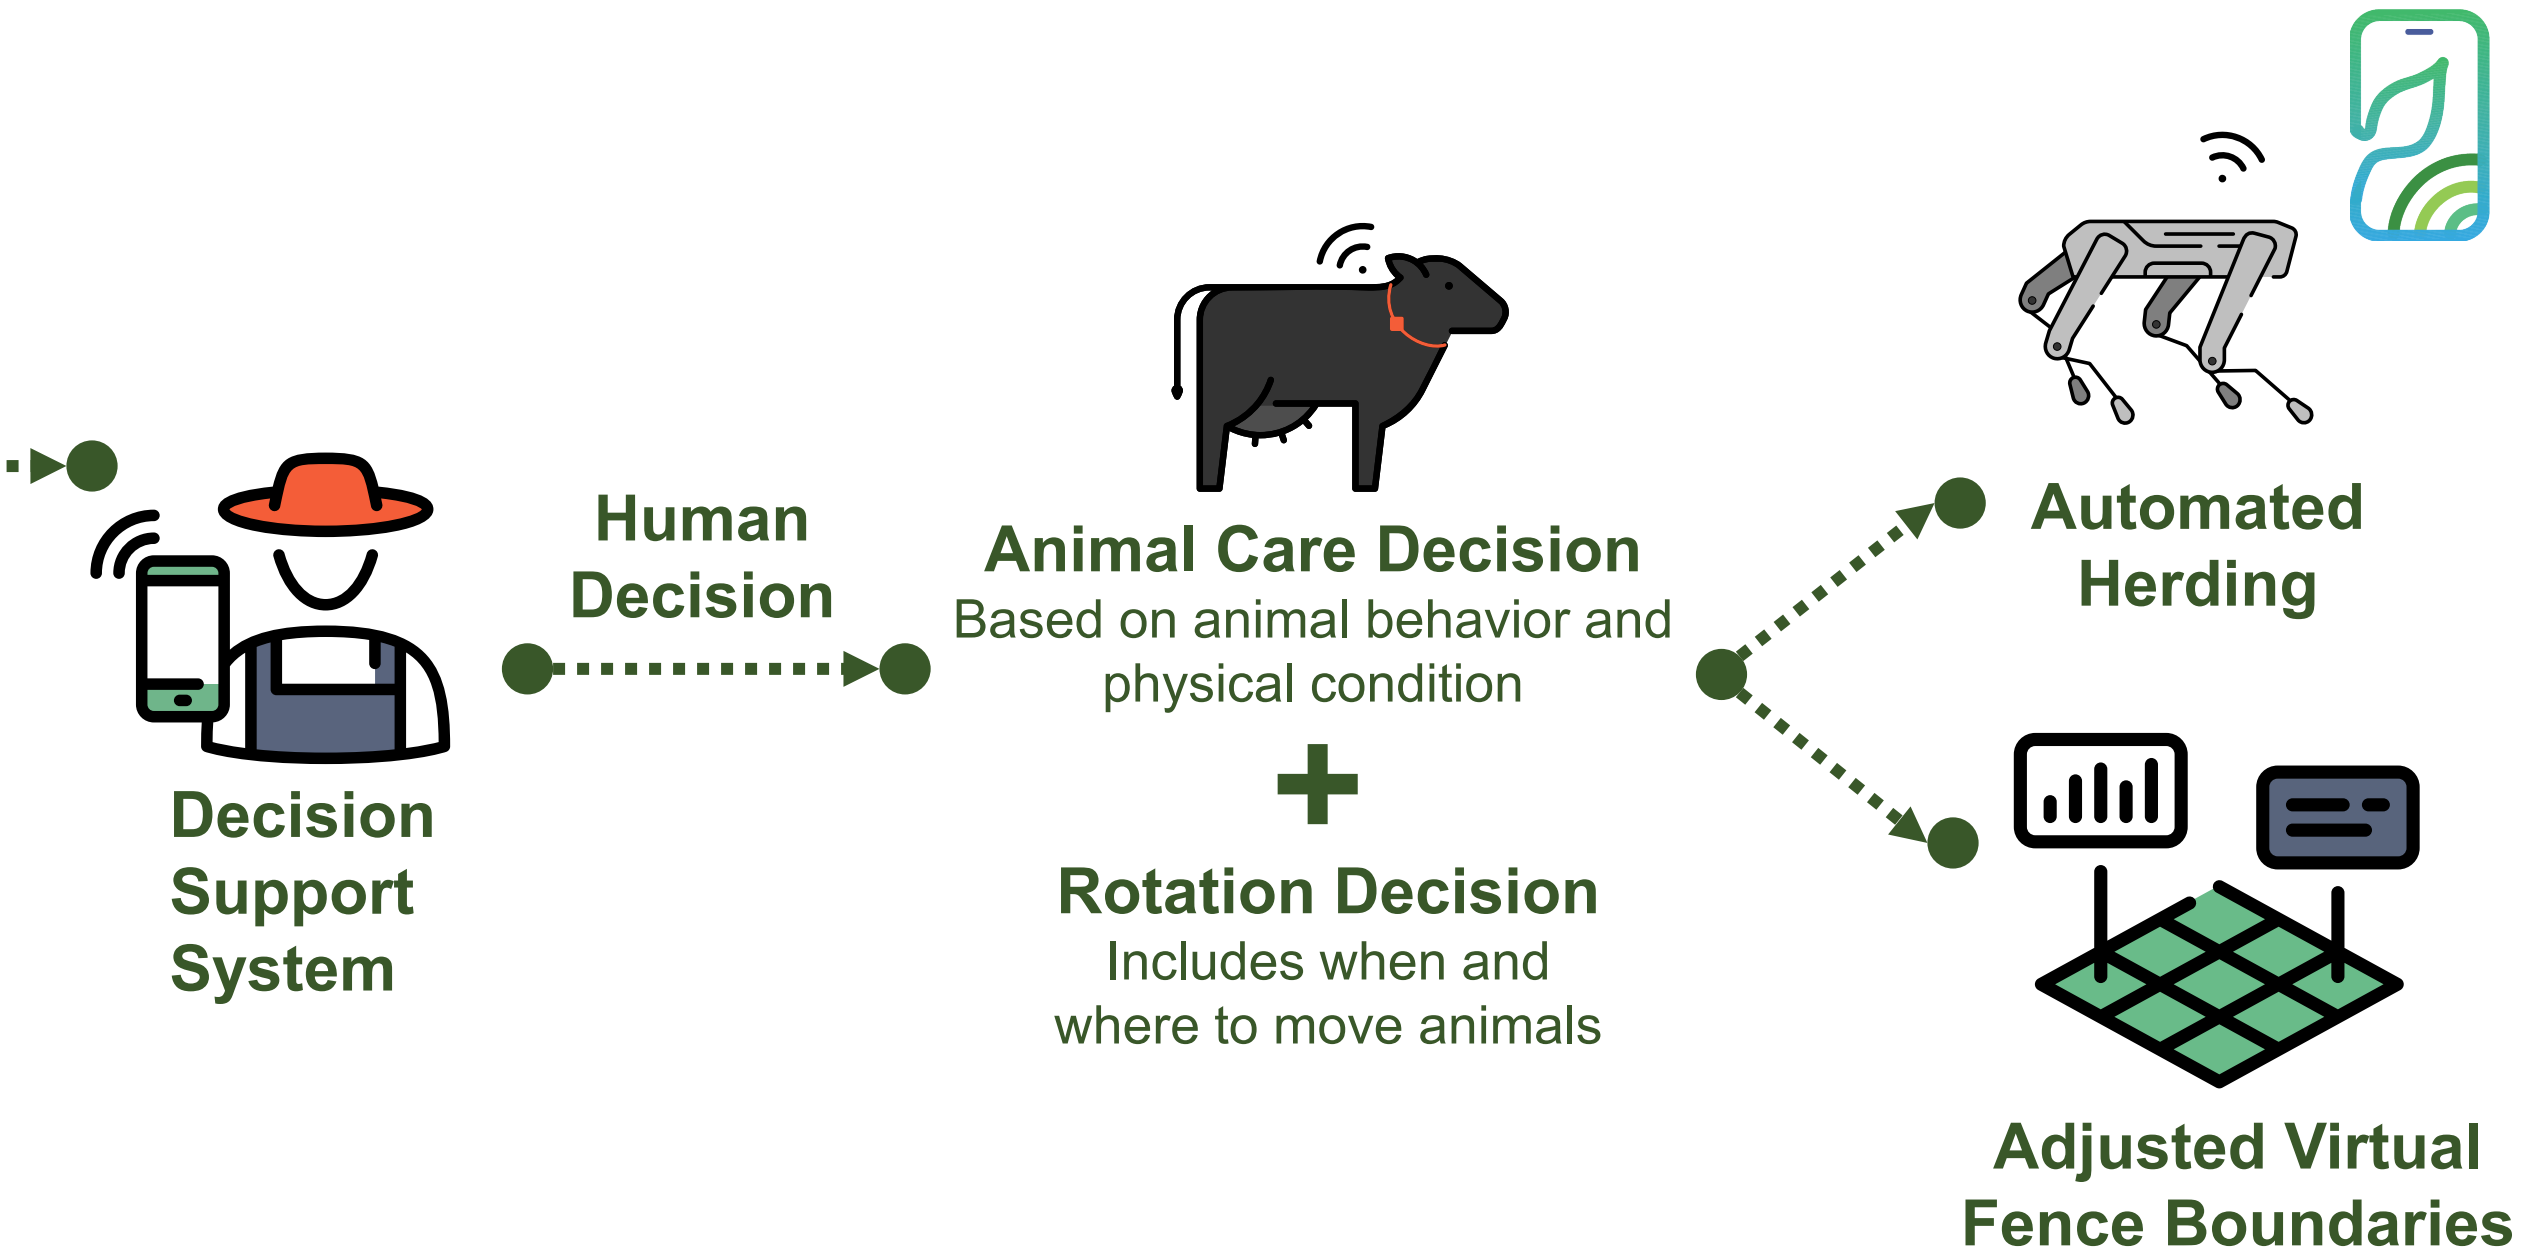 Decision
Support
System
Human
Decision
Animal Care Decision
Based on animal behavior and
physical condition
Rotation Decision
Includes when and
where to move animals
Automated
Herding
Adjusted Virtual
Fence Boundaries